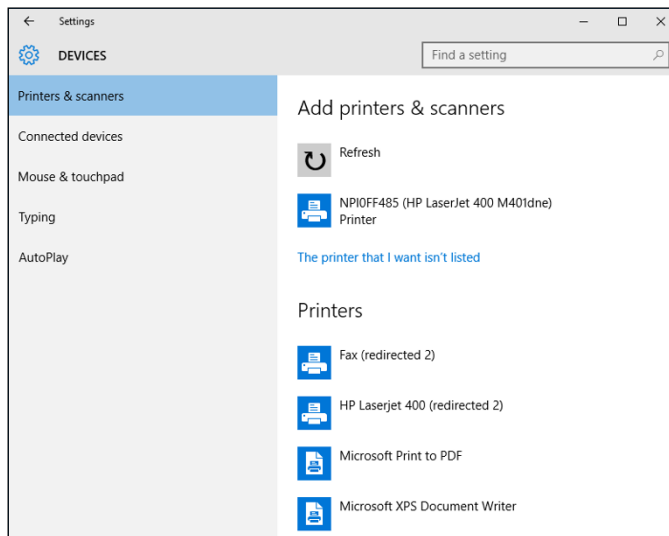 Settings
DEVICES
Find a setting
Printers & scanners
Connected devices
Mouse & touchpad
Typing
AutoPlay
Add printers & scanners
Refresh
NPI0FF485 (HP LaserJet 400 M401dne)
Printer
The printer that I want isn't listed
Printers
Fax (redirected 2)
HP Laserjet 400 (redirected 2)
Microsoft Print to PDF
Microsoft XPS Document Writer